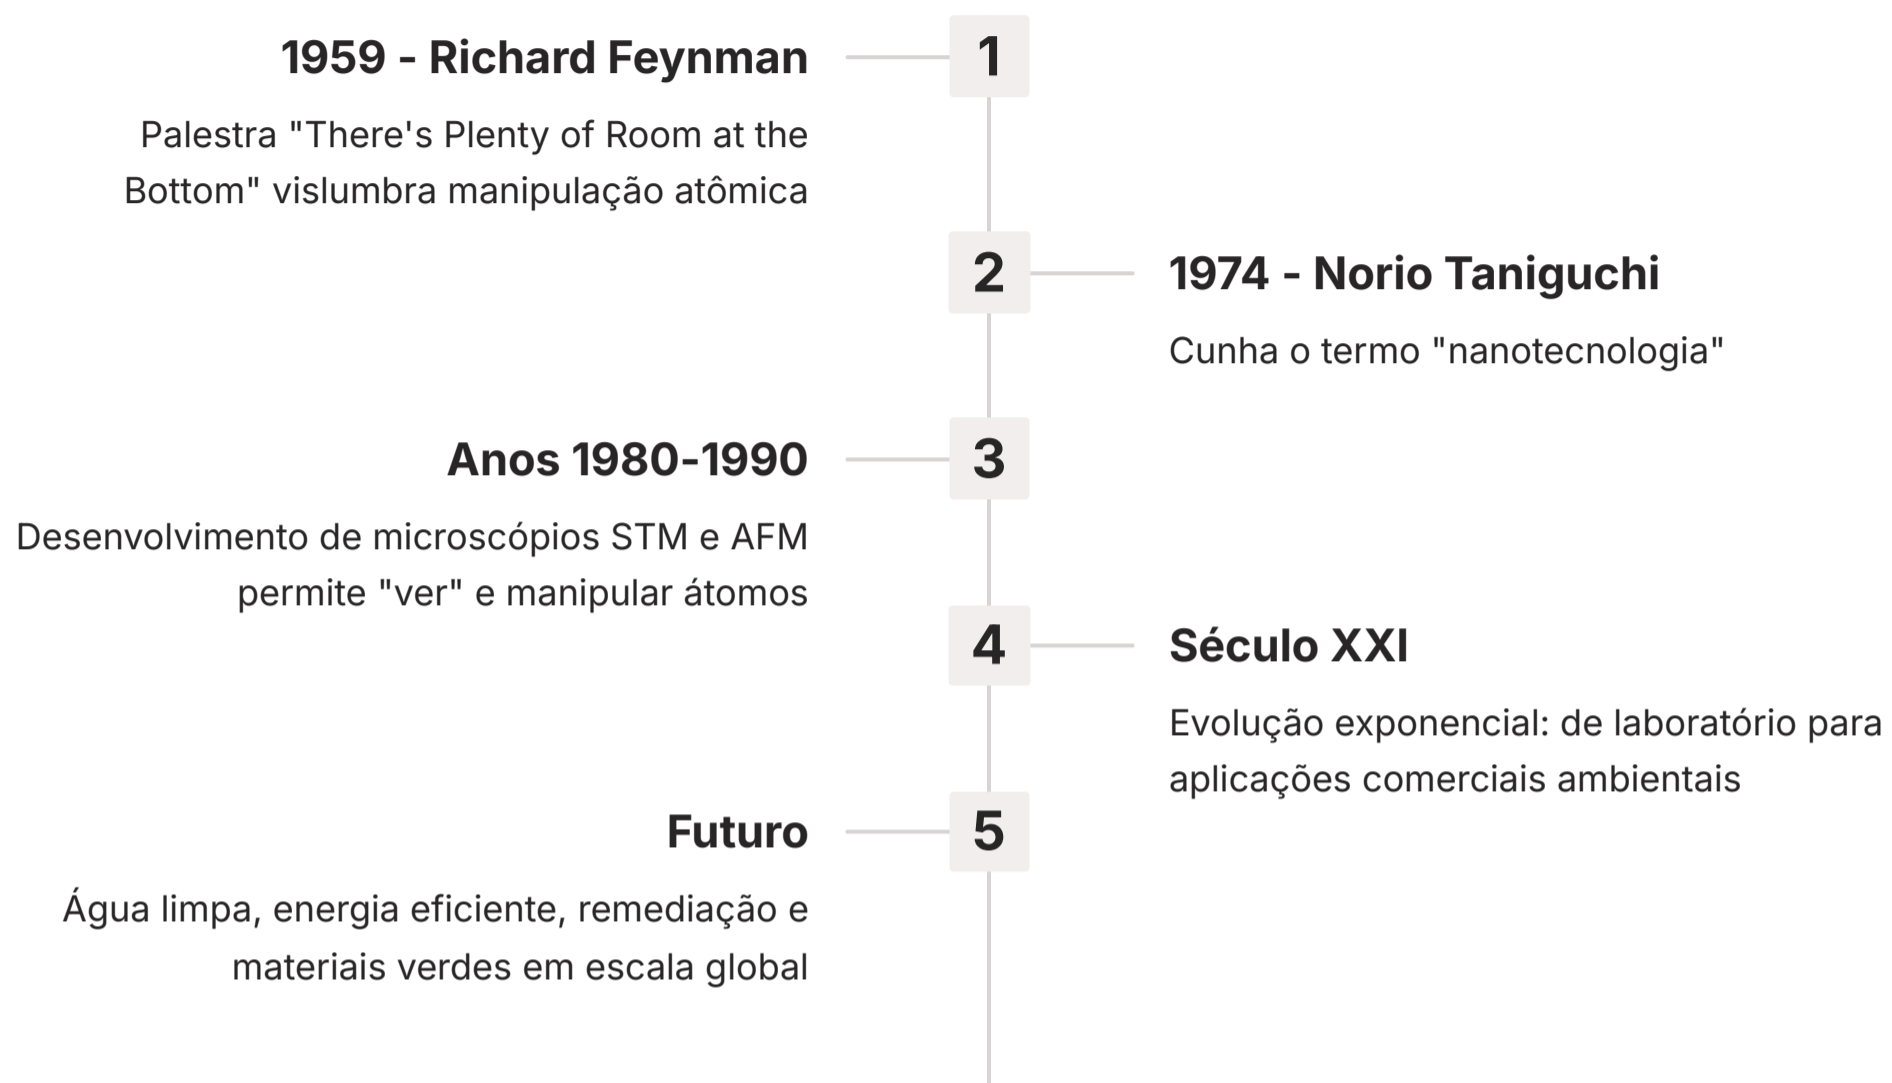 1
1959 - Richard Feynman
Palestra "There's Plenty of Room at the
Bottom" vislumbra manipulação atômica
2
1974 - Norio Taniguchi
Cunha o termo "nanotecnologia"
3
Anos 1980-1990
Desenvolvimento de microscópios STM e AFM
permite "ver" e manipular átomos
4
Século XXI
Evolução exponencial: de laboratório para
aplicações comerciais ambientais
5
Futuro
Água limpa, energia eficiente, remediação e
materiais verdes em escala global